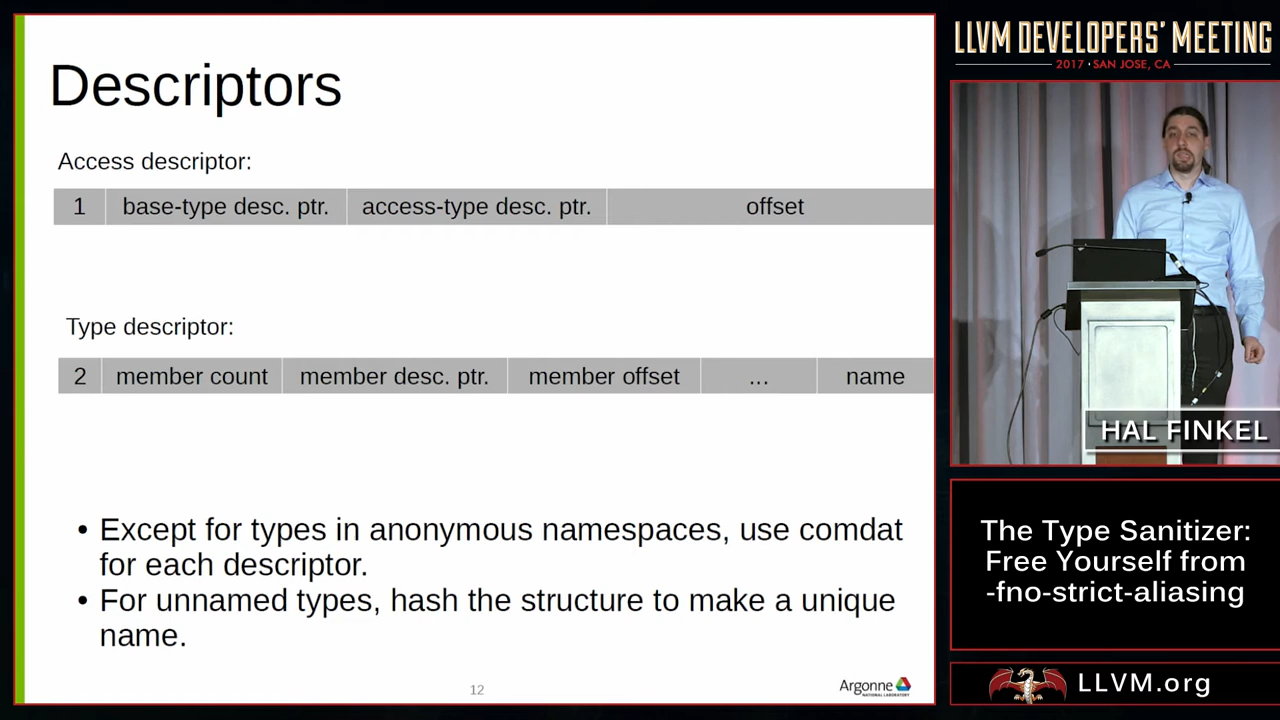 Descriptors
Access descriptor:
1 base-type desc. ptr. access-type desc. ptr. offset
Type descriptor:
2 member count member desc. ptr. member offset ... name
• Except for types in anonymous namespaces, use comdat
for each descriptor.
• For unnamed types, hash the structure to make a unique
name.
12
Argonne
NATIONAL LABORATORY
LLVM DEVELOPERS' MEETING
2017 • SAN JOSE, CA
HAL FINKEL
The Type Sanitizer:
Free Yourself from
-fno-strict-aliasing
LLVM.org